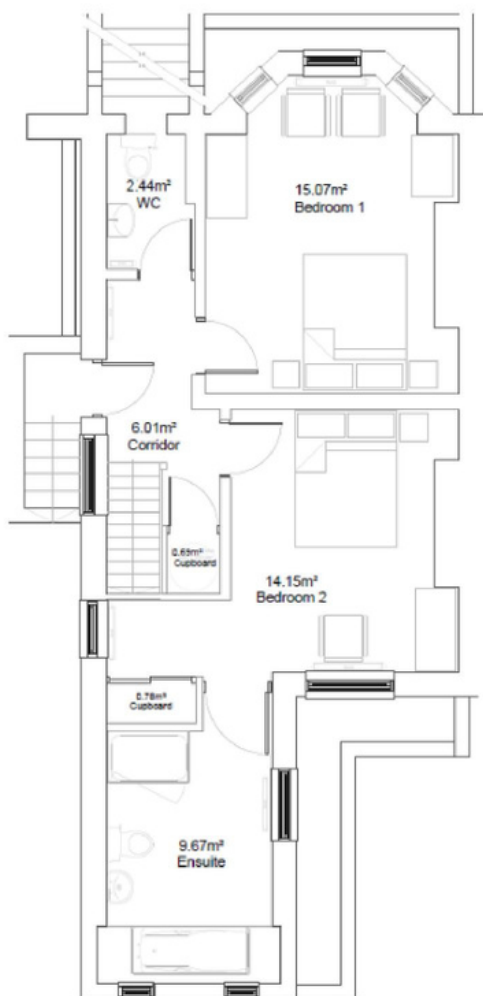 2.44m²
WC
15.07m²
Bedroom 1
6.01m²
Corridor
0.65m²
Cupboard
14.15m²
Bedroom 2
0.78m²
Cupboard
9.67m²
Ensuite